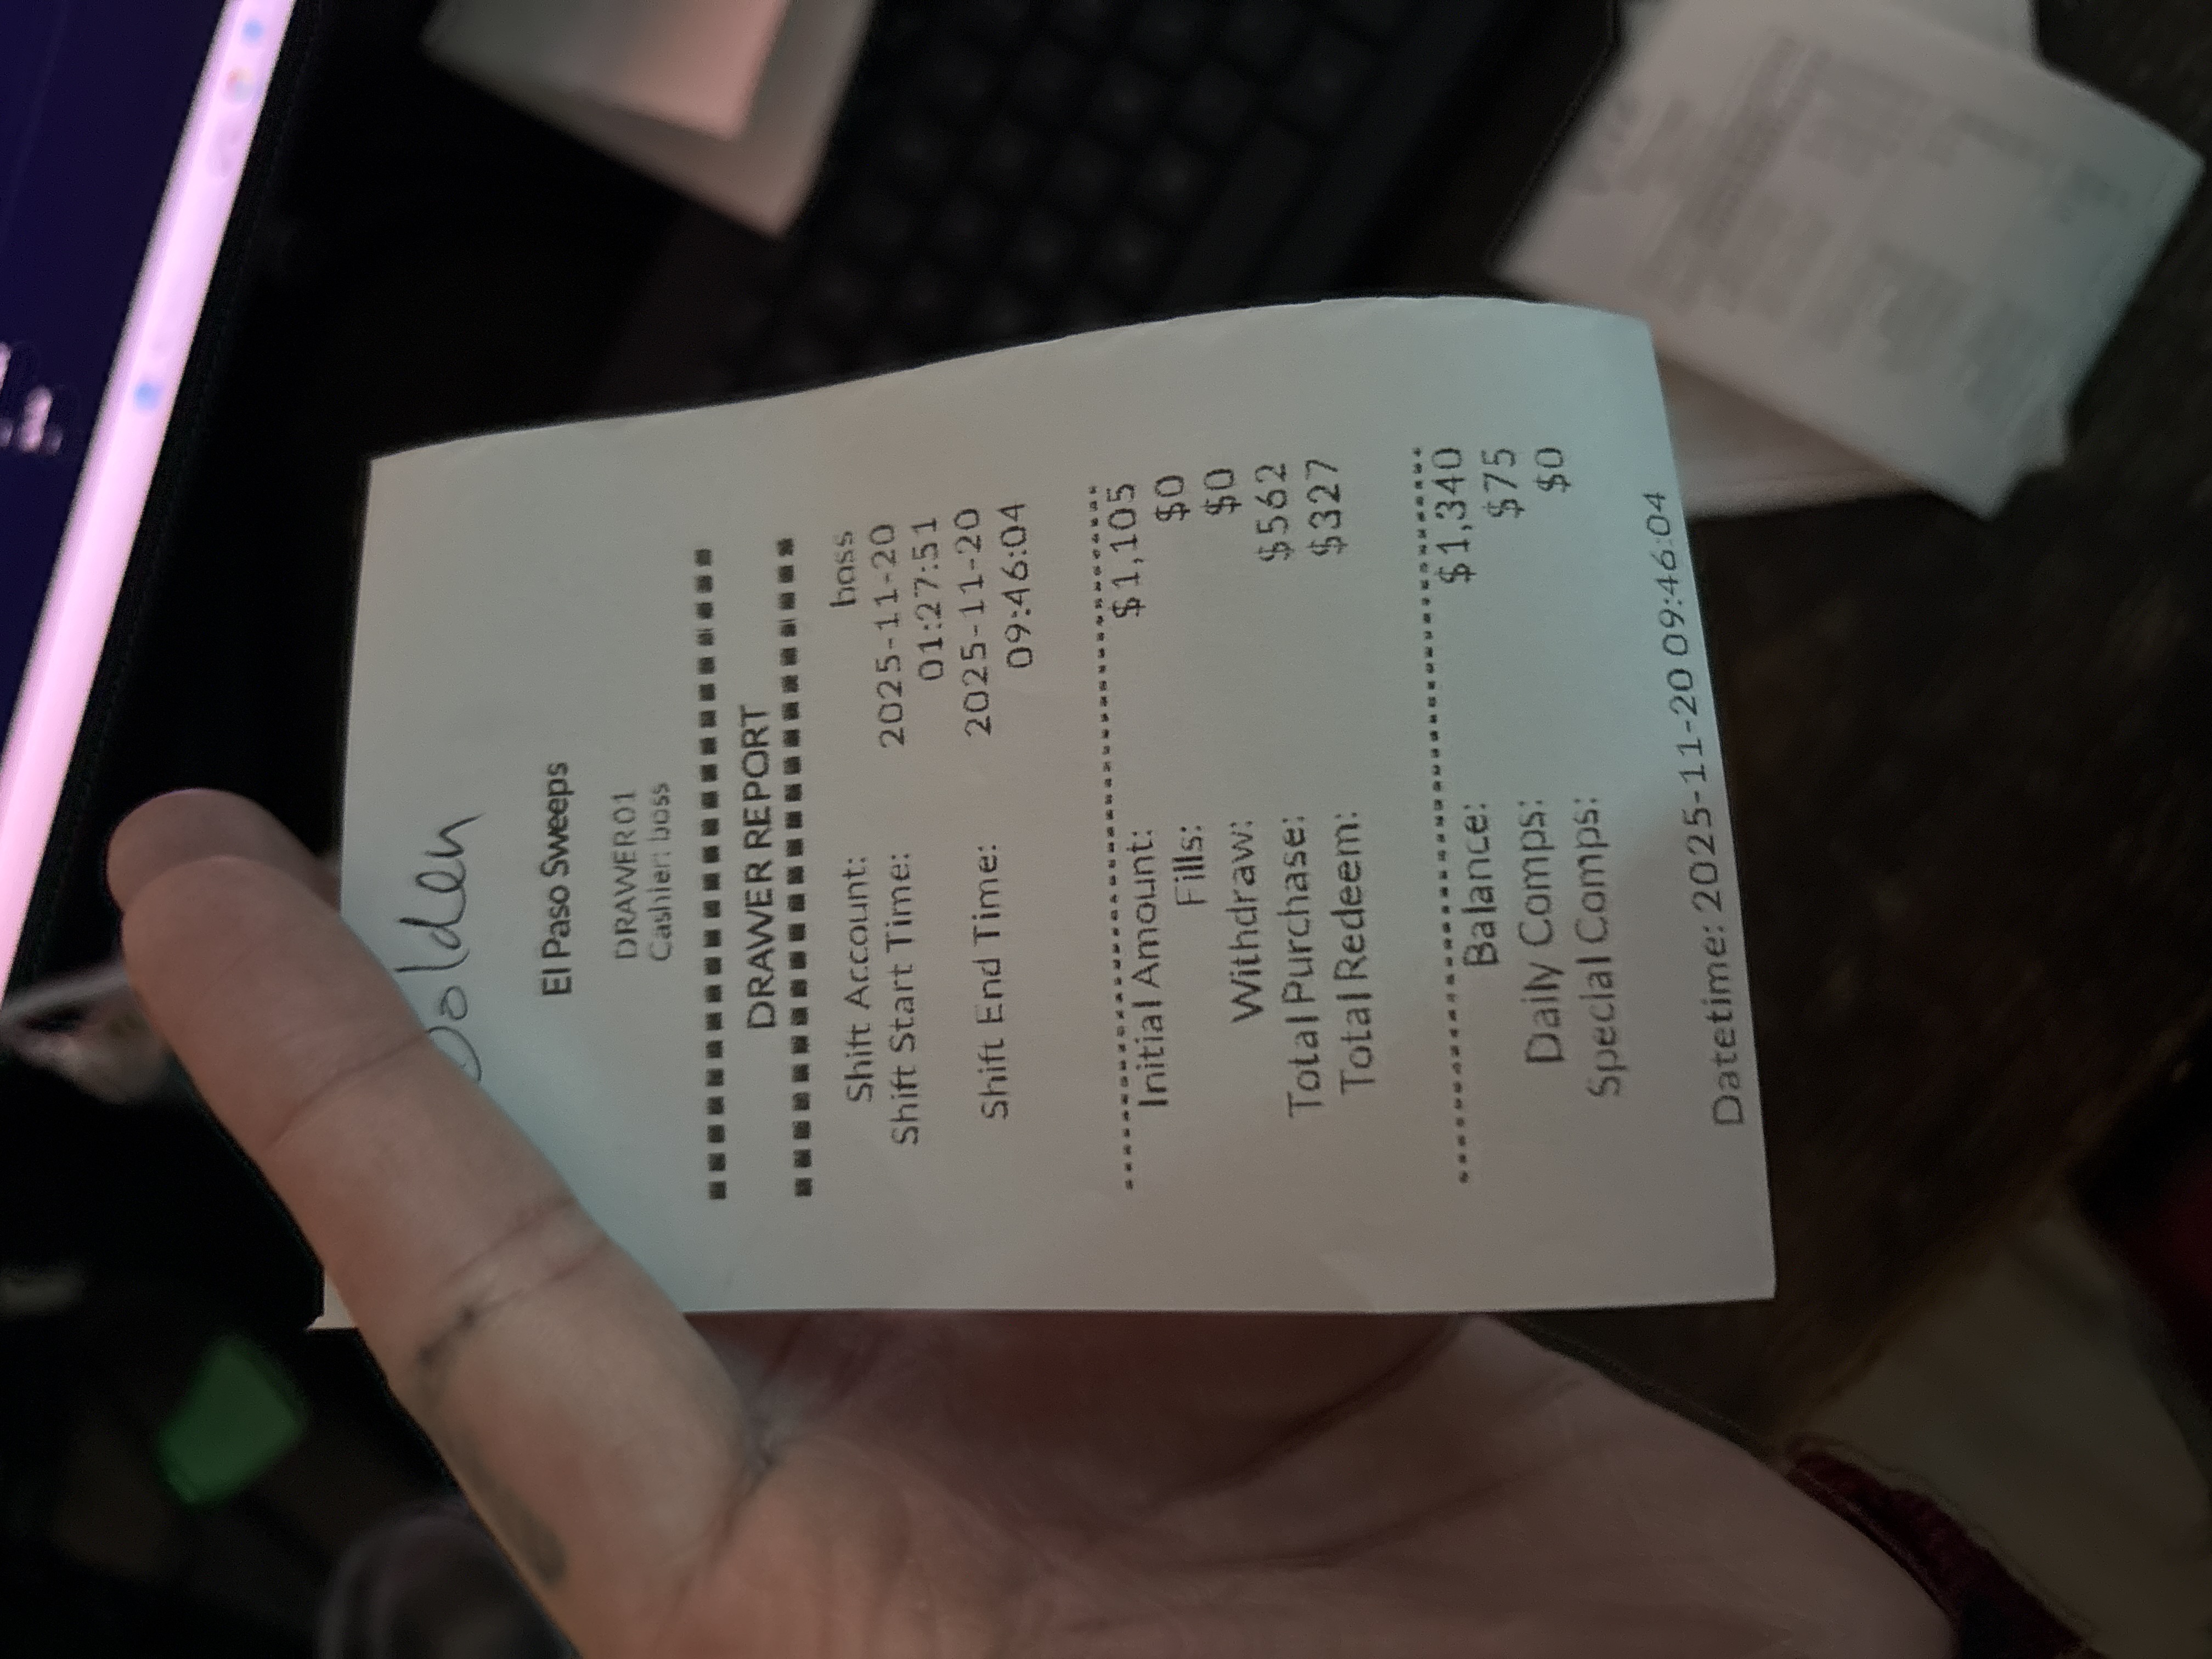 olden
El Paso Sweeps
DRAWER01
Cashier: boss
DRAWER REPORT
Shift Account: boss
Shift Start Time: 2025-11-20
01:27:51
Shift End Time: 2025-11-20
09:46:04
Initial Amount: $1,105
Fills: $0
Withdraw: $0
Total Purchase: $562
Total Redeem: $327
Balance: $1,340
Daily Comps: $75
Special Comps: $0
Datetime: 2025-11-20 09:46:04